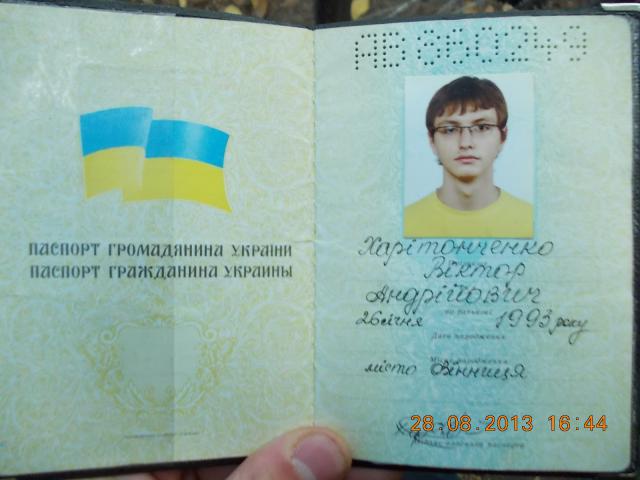 ПАСПОРТ ГРОМАДЯНИНА УКРАЇНИ
ПАСПОРТ ГРАЖДАНИНА УКРАИНЫ
АВ 360249
Харітонченко
Віктор
Андрійович
по батькові
26 січня 1993 року
Дата народження
Місце народження
місто Вінниця
28.08.2013 16:44